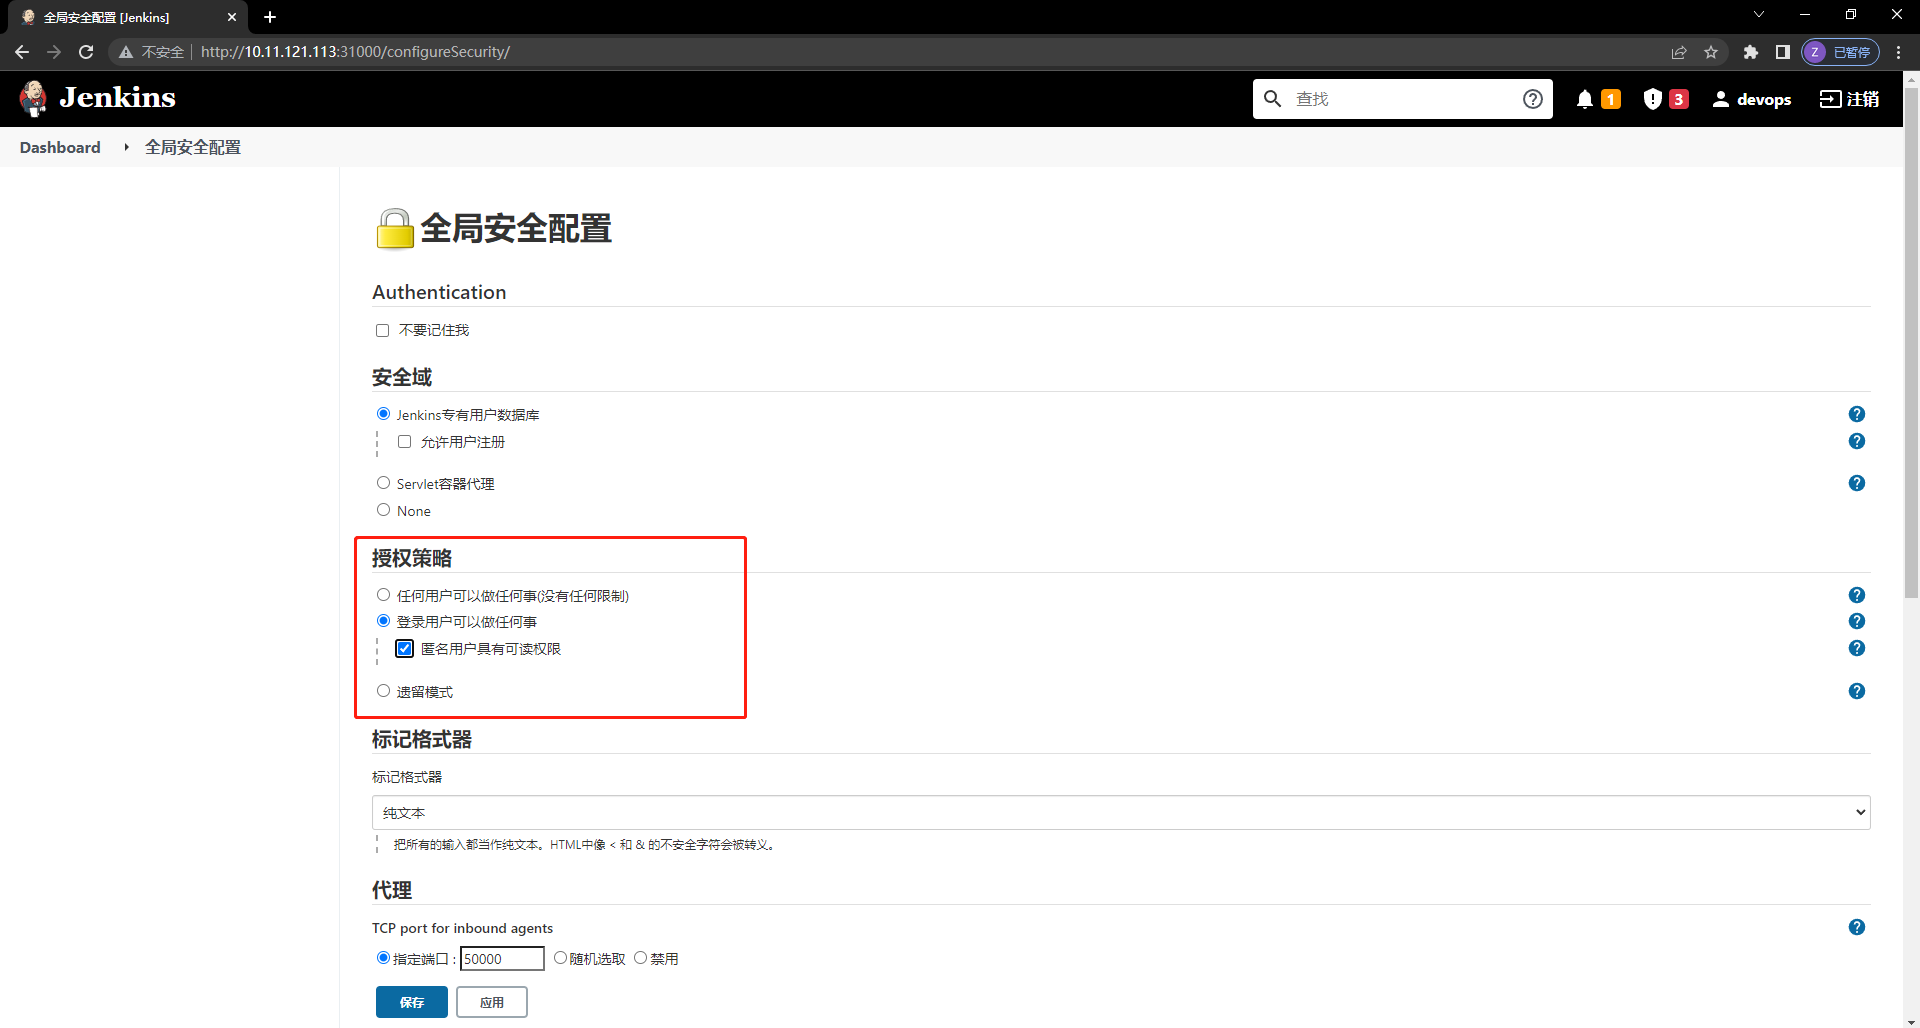 全局安全配置 [Jenkins]
不安全 http://10.11.121.113:31000/configureSecurity/
Z 已暂停
Jenkins
查找
1
3
devops
注销
Dashboard 全局安全配置
全局安全配置
Authentication
不要记住我
安全域
Jenkins专有用户数据库
允许用户注册
Servlet容器代理
None
授权策略
任何用户可以做任何事(没有任何限制)
登录用户可以做任何事
匿名用户具有可读权限
遗留模式
标记格式器
标记格式器
纯文本
把所有的输入都当作纯文本。HTML中像 < 和 & 的不安全字符会被转义。
代理
TCP port for inbound agents
指定端口 : 50000 随机选取 禁用
保存 应用